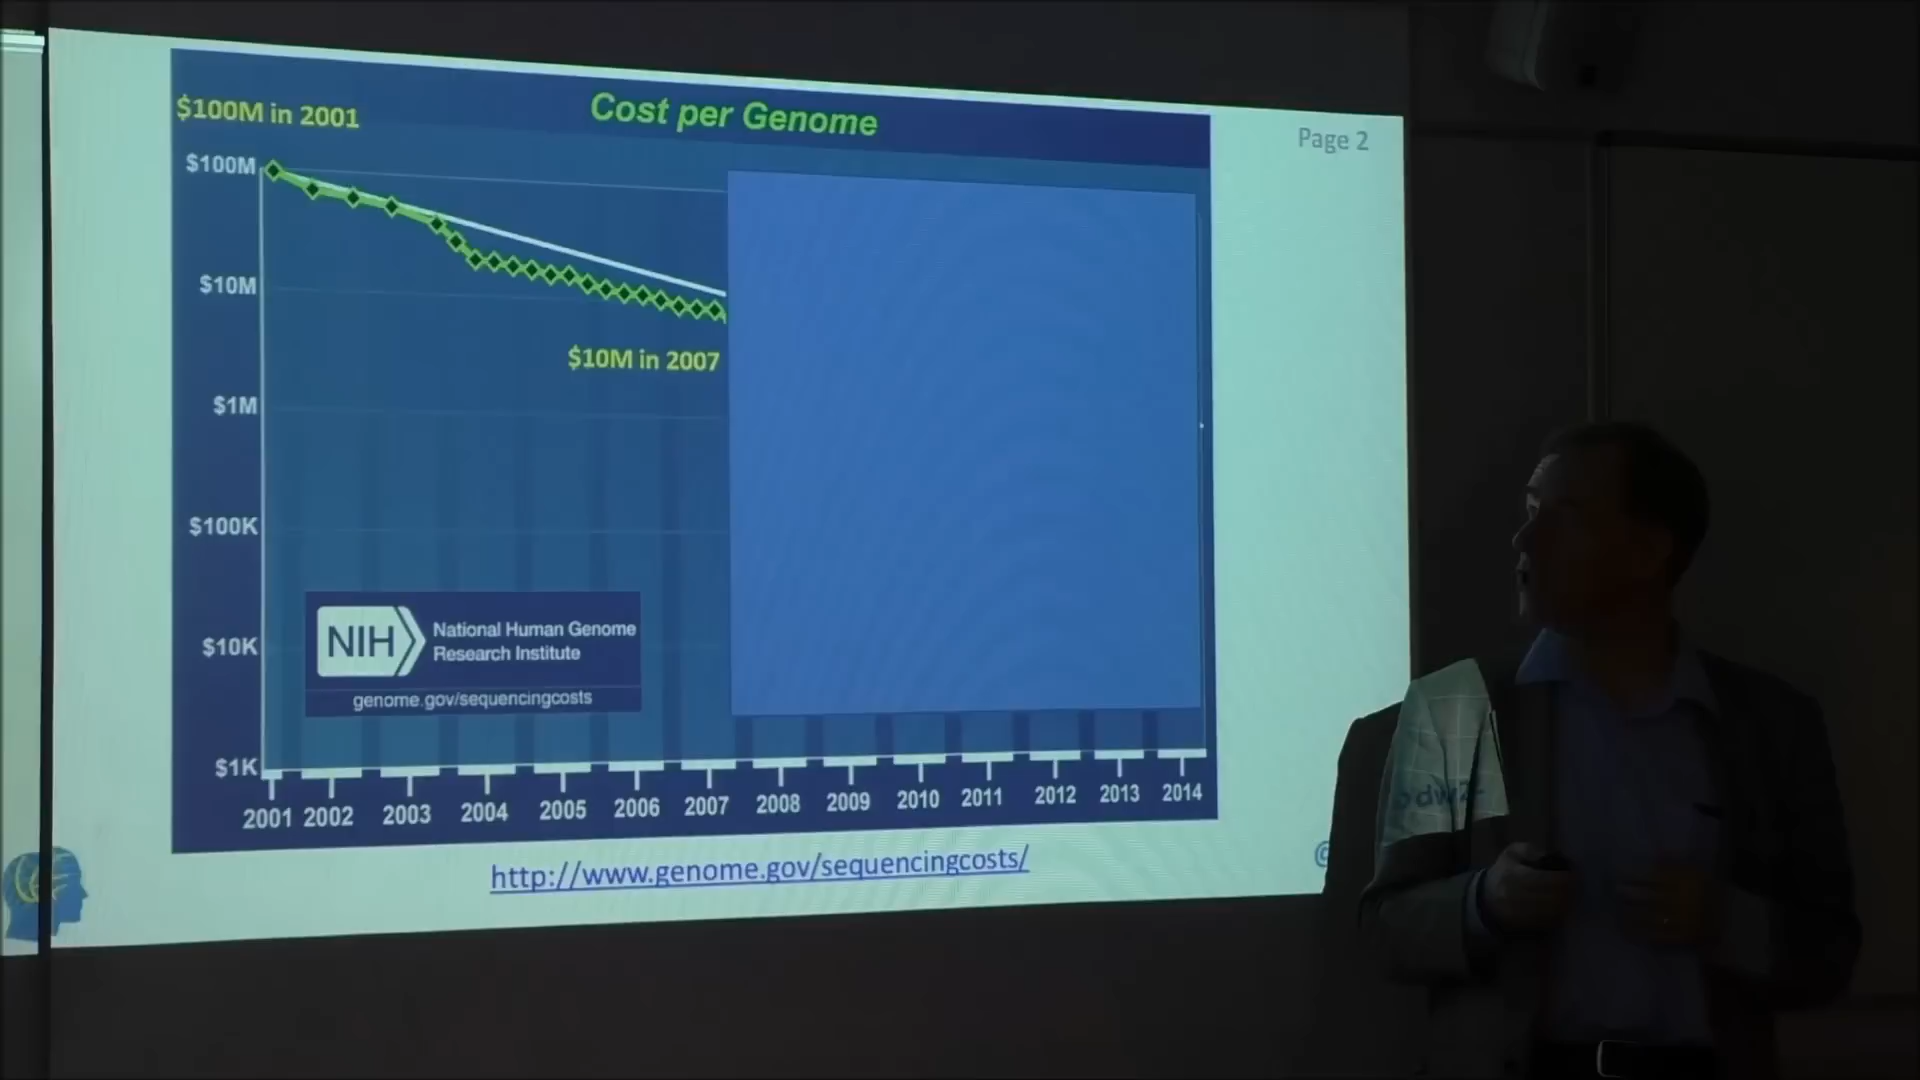 $100M in 2001
Cost per Genome
Page 2
$100M
$10M
$10M in 2007
$1M
$100K
$10K
$1K
NIH
National Human Genome
Research Institute
genome.gov/sequencingcosts
2001 2002 2003 2004 2005 2006 2007 2008 2009 2010 2011 2012 2013 2014
http://www.genome.gov/sequencingcosts/
@